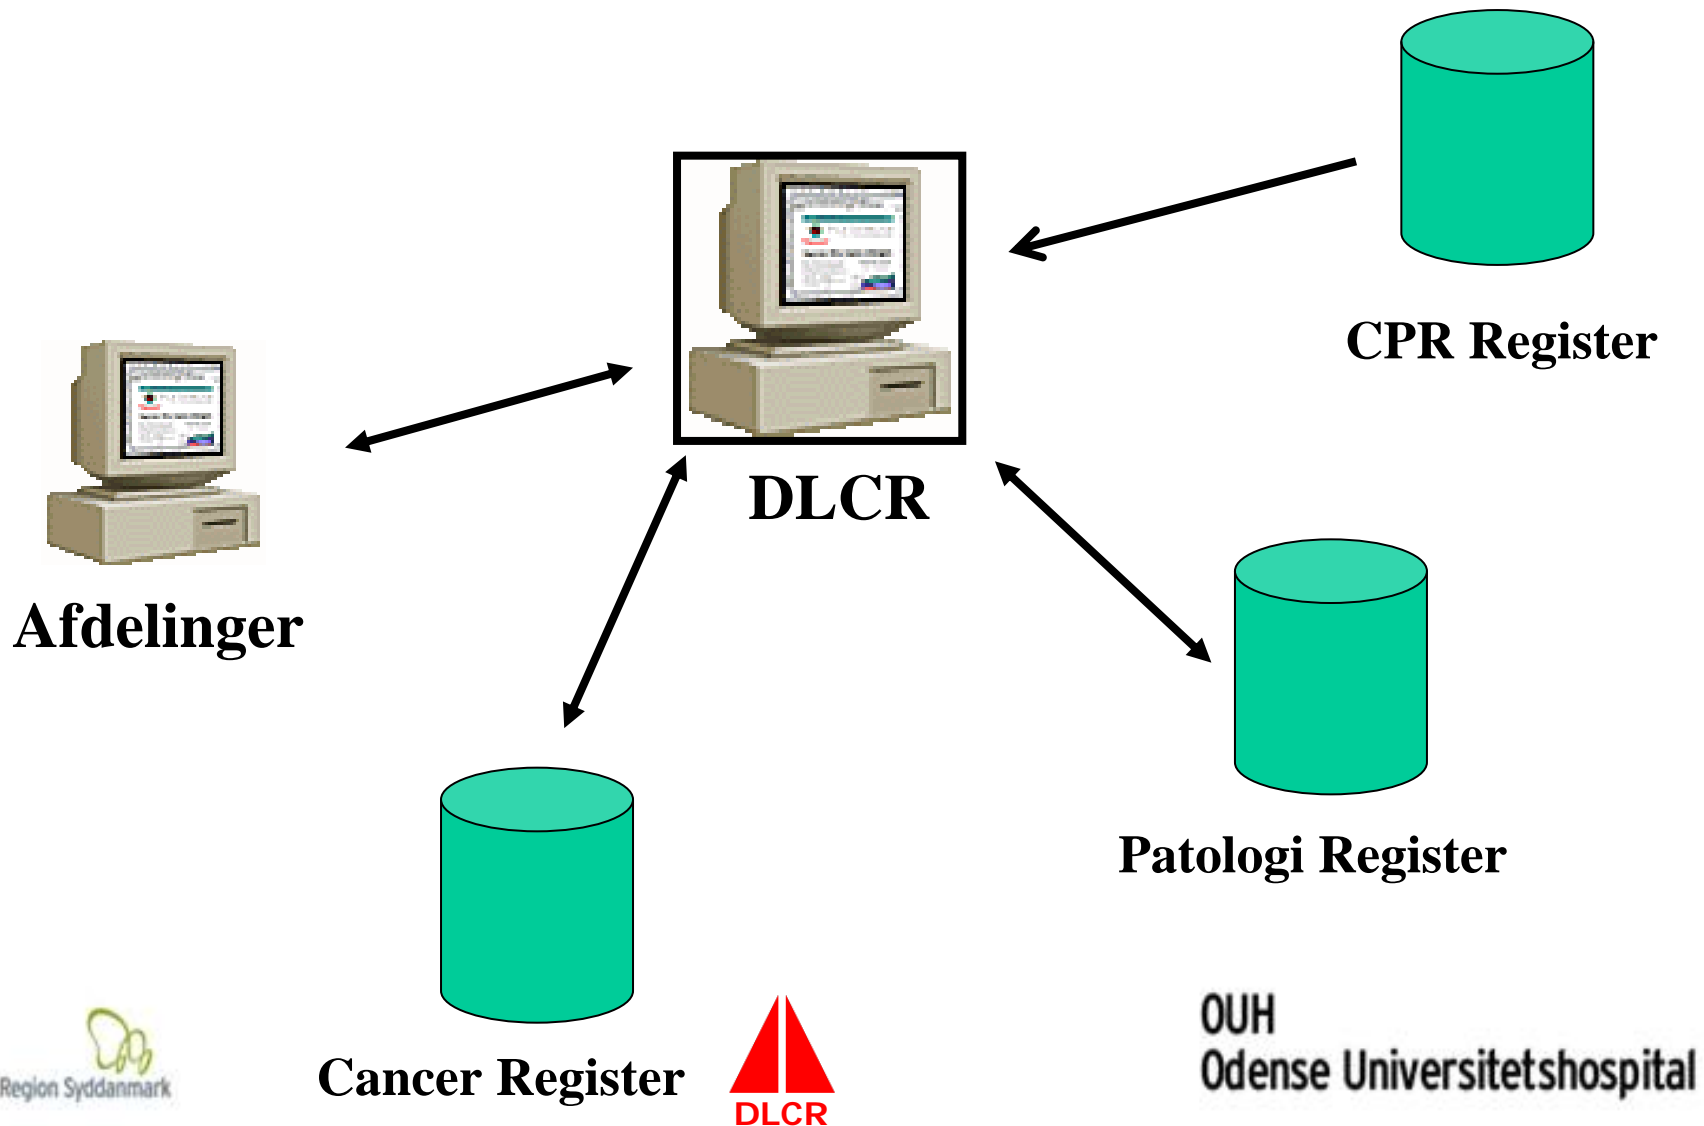 CPR Register
DLCR
Afdelinger
Patologi Register
Cancer Register
Region Syddanmark
DLCR
OUH
Odense Universitetshospital